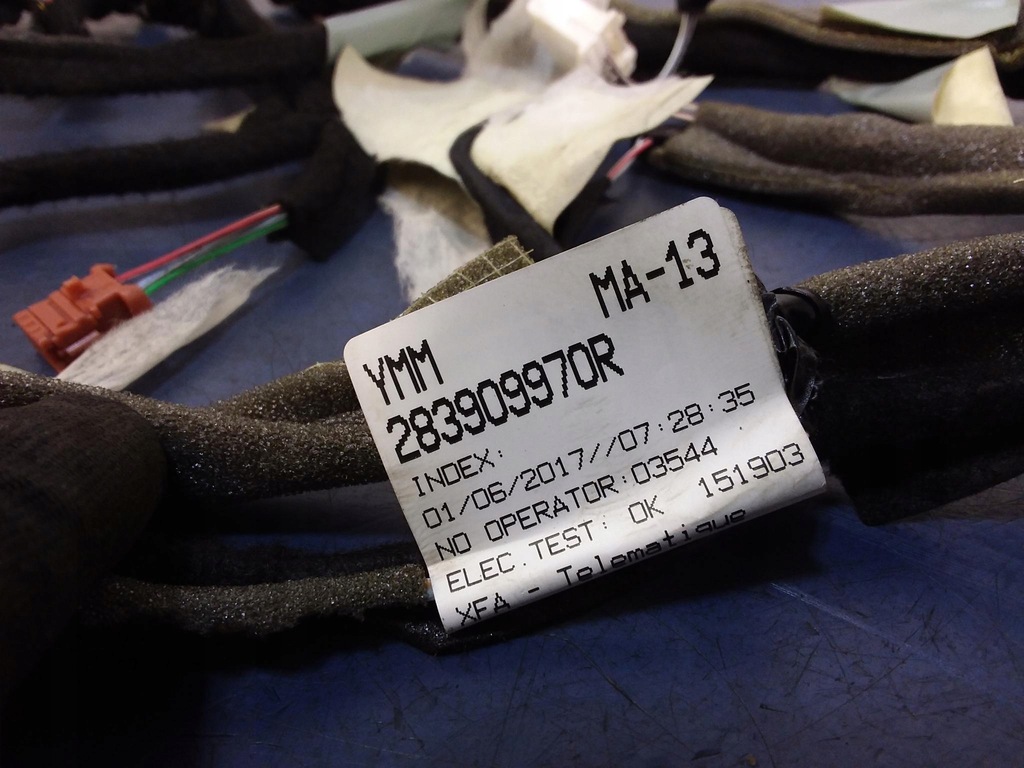 MA-13
YMM
283909970R
INDEX:
01/06/2017//07:28:35
NO OPERATOR:03544
ELEC.TEST: OK 151903
XFA - Telematique